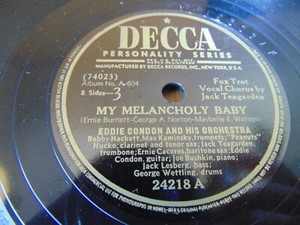 DECCA
PERSONALITY SERIES
MANUFACTURED BY DECCA RECORDS, INC., NEW YORK, U.S.A.
(74023)
Album No. A-604
8 Sides-3
Fox Trot
Vocal Chorus by
Jack Teagarden
MY MELANCHOLY BABY
(Ernie Burnett-George A. Norton-Maybelle E. Watson)
EDDIE CONDON AND HIS ORCHESTRA
Bobby Hackett, Max Kaminsky, trumpets; "Peanuts"
Hucko, clarinet and tenor sax; Jack Teagarden,
trombone; Ernie Caceres, baritone sax; Eddie
Condon, guitar; Joe Bushkin, piano;
Jack Lesberg, bass;
George Wettling, drums
24218 A